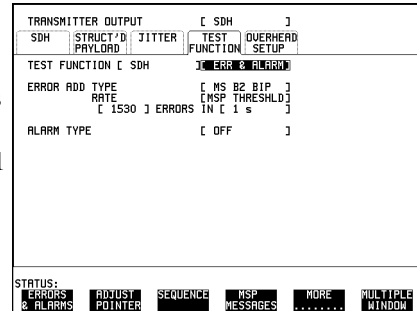 TRANSMITTER OUTPUT [ SDH ]
SDH STRUCT'D PAYLOAD JITTER TEST FUNCTION OVERHEAD SETUP
TEST FUNCTION [ SDH ][ ERR & ALARM]
ERROR ADD TYPE [ MS B2 BIP ]
RATE [MSP THRESHLD]
[ 1530 ] ERRORS IN [ 1 s ]
ALARM TYPE [ OFF ]
STATUS:
ERRORS & ALARMS ADJUST POINTER SEQUENCE MSP MESSAGES MORE ........ MULTIPLE WINDOW